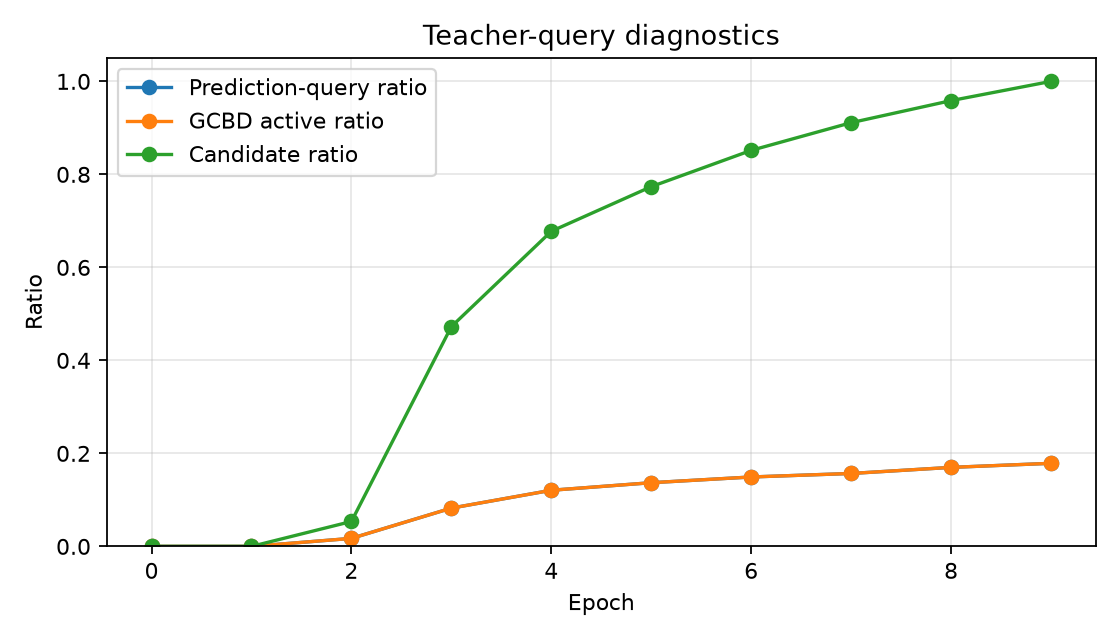 Teacher-query diagnostics
Prediction-query ratio
GCBD active ratio
Candidate ratio
1.0
0.8
0.6
0.4
0.2
0.0
Ratio
0 2 4 6 8
Epoch